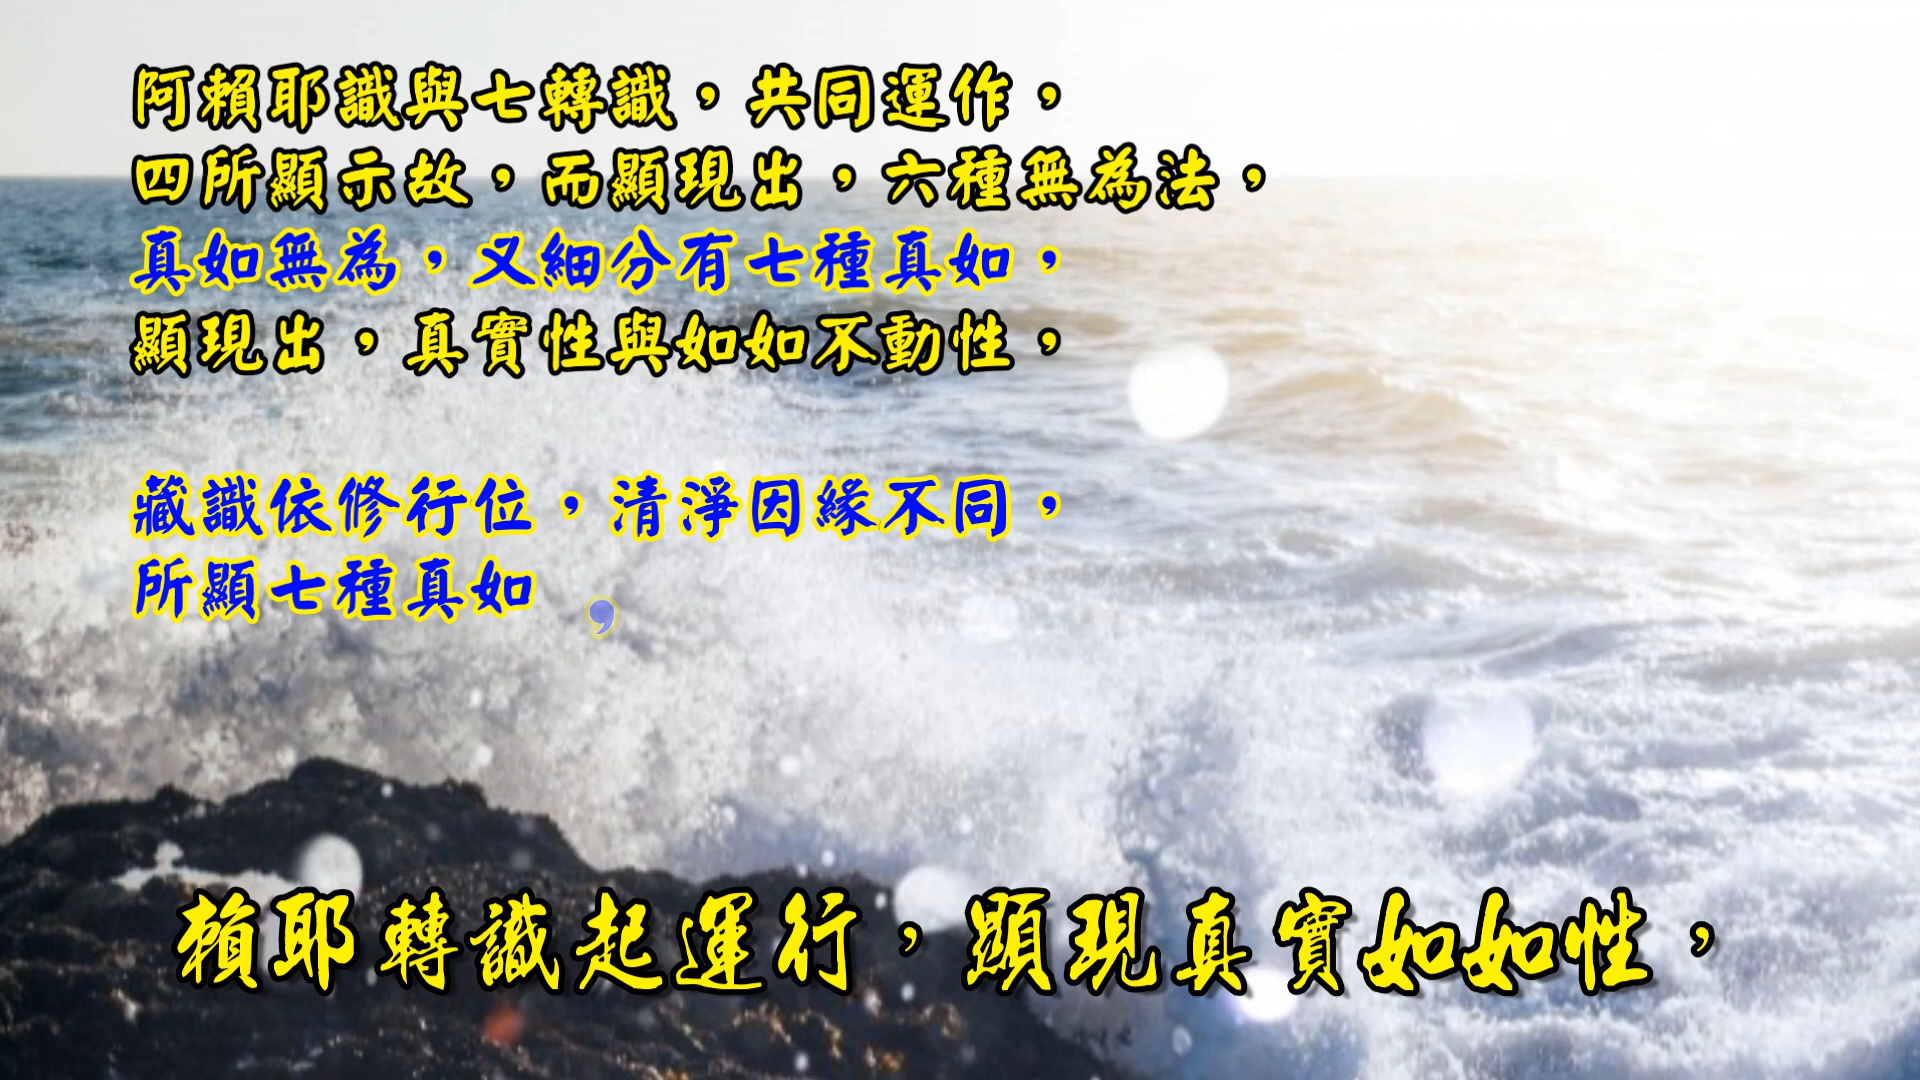 阿賴耶識與七轉識，共同運作，
四所顯示故，而顯現出，六種無為法，
真如無為，又細分有七種真如，
顯現出，真實性與如如不動性，
藏識依修行位，清淨因緣不同，
所顯七種真如，
賴耶轉識起運行，顯現真實如如性，